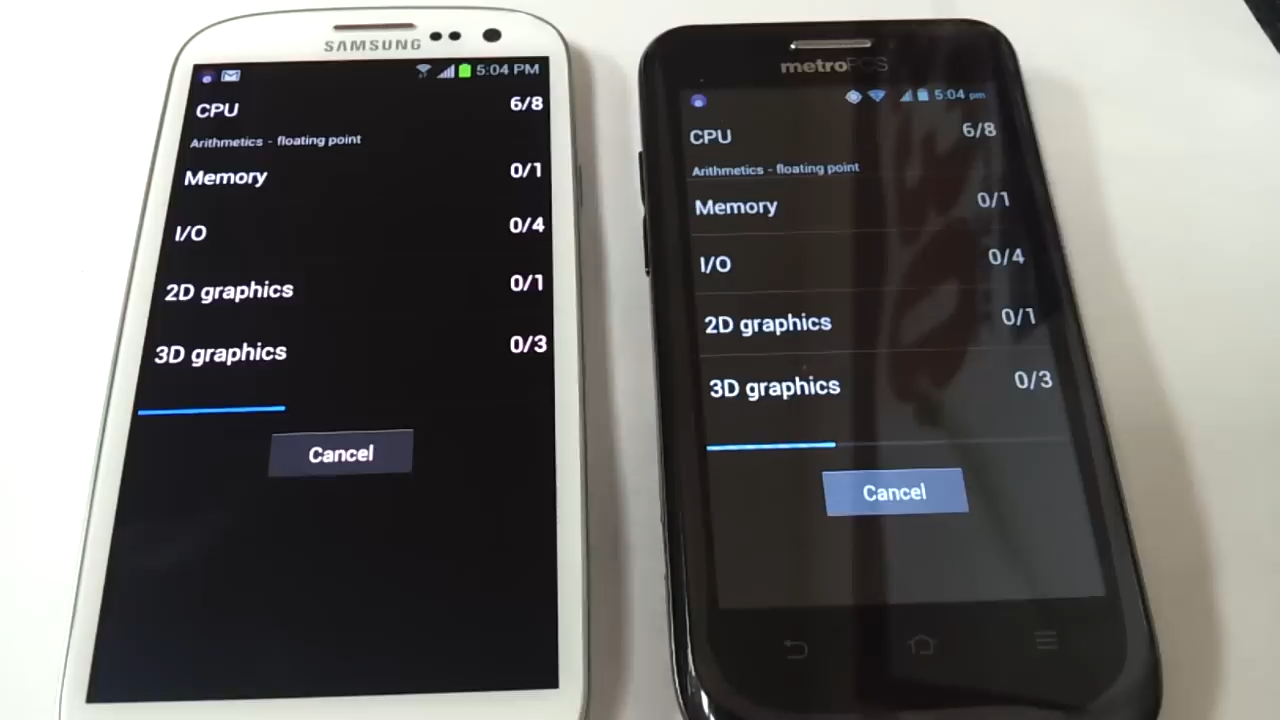 SAMSUNG
5:04 PM
CPU 6/8
Arithmetics - floating point
Memory 0/1
I/O 0/4
2D graphics 0/1
3D graphics 0/3
Cancel
metroPCS
5:04 pm
CPU 6/8
Arithmetics - floating point
Memory 0/1
I/O 0/4
2D graphics 0/1
3D graphics 0/3
Cancel